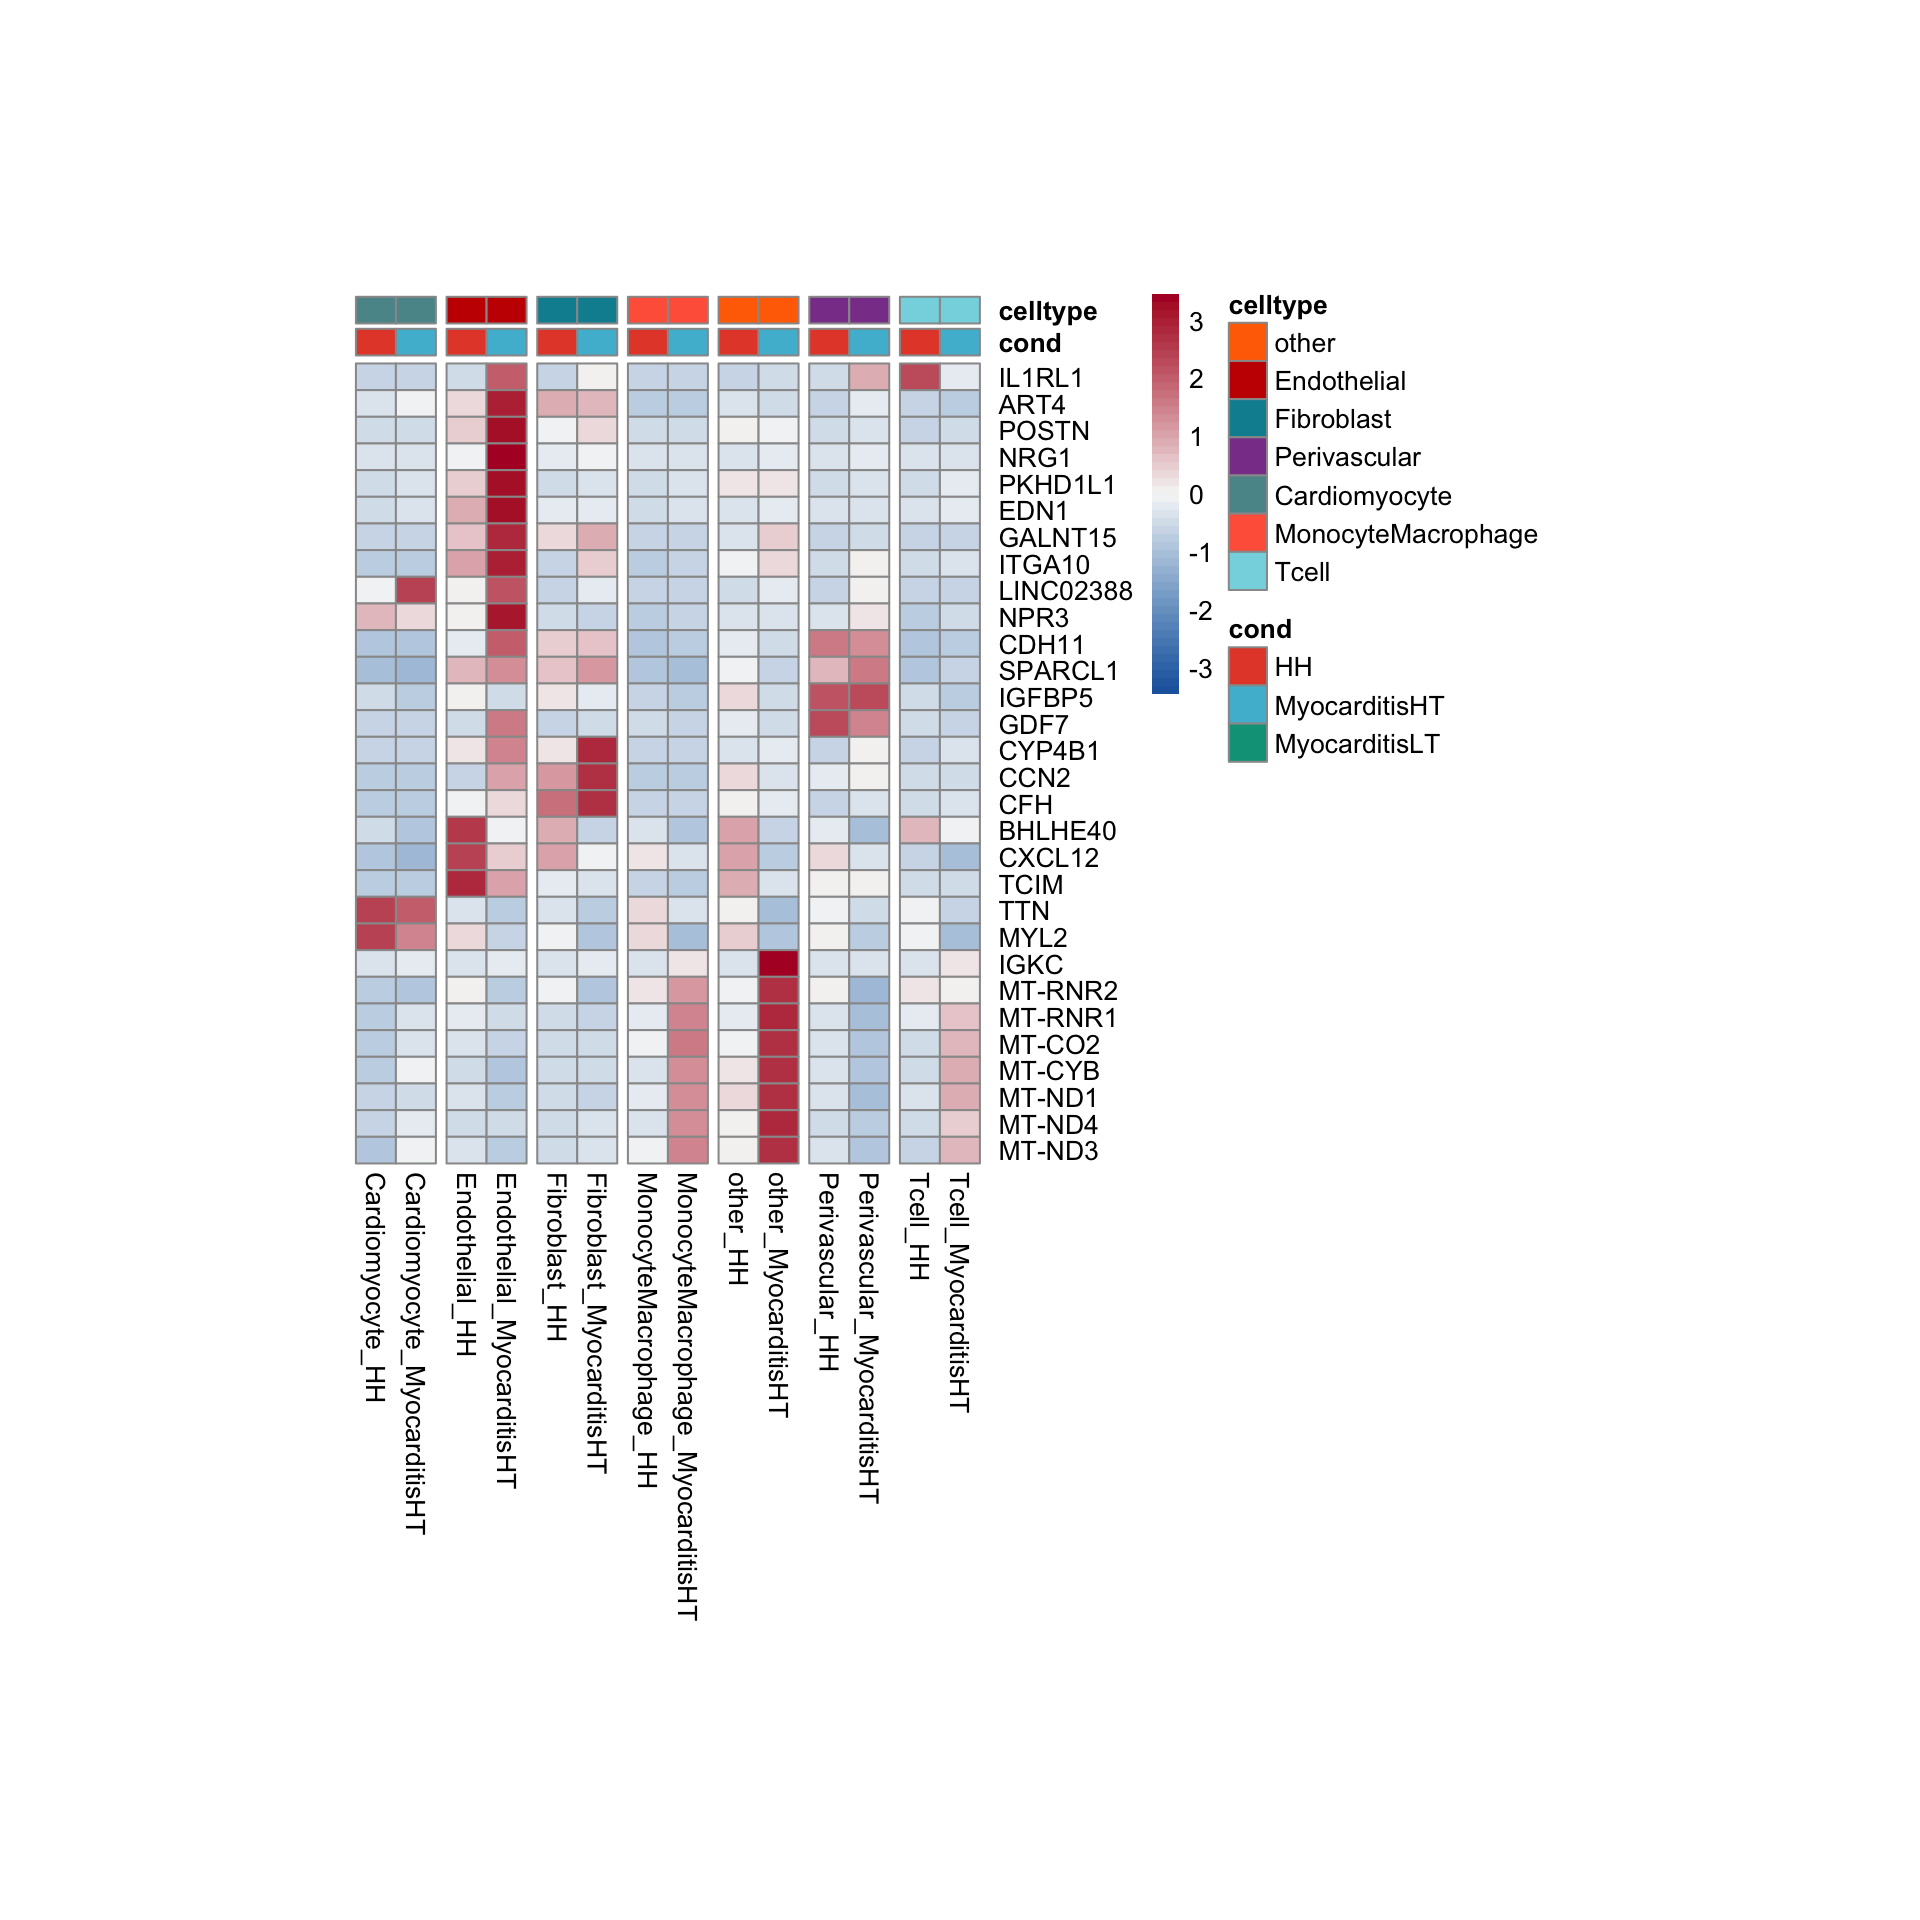 celltype
cond
IL1RL1
ART4
POSTN
NRG1
PKHD1L1
EDN1
GALNT15
ITGA10
LINC02388
NPR3
CDH11
SPARCL1
IGFBP5
GDF7
CYP4B1
CCN2
CFH
BHLHE40
CXCL12
TCIM
TTN
MYL2
IGKC
MT-RNR2
MT-RNR1
MT-CO2
MT-CYB
MT-ND1
MT-ND4
MT-ND3
Cardiomyocyte_HH
Cardiomyocyte_MyocarditisHT
Endothelial_HH
Endothelial_MyocarditisHT
Fibroblast_HH
Fibroblast_MyocarditisHT
MonocyteMacrophage_HH
MonocyteMacrophage_MyocarditisHT
other_HH
other_MyocarditisHT
Perivascular_HH
Perivascular_MyocarditisHT
Tcell_HH
Tcell_MyocarditisHT
3
2
1
0
-1
-2
-3
celltype
other
Endothelial
Fibroblast
Perivascular
Cardiomyocyte
MonocyteMacrophage
Tcell
cond
HH
MyocarditisHT
MyocarditisLT